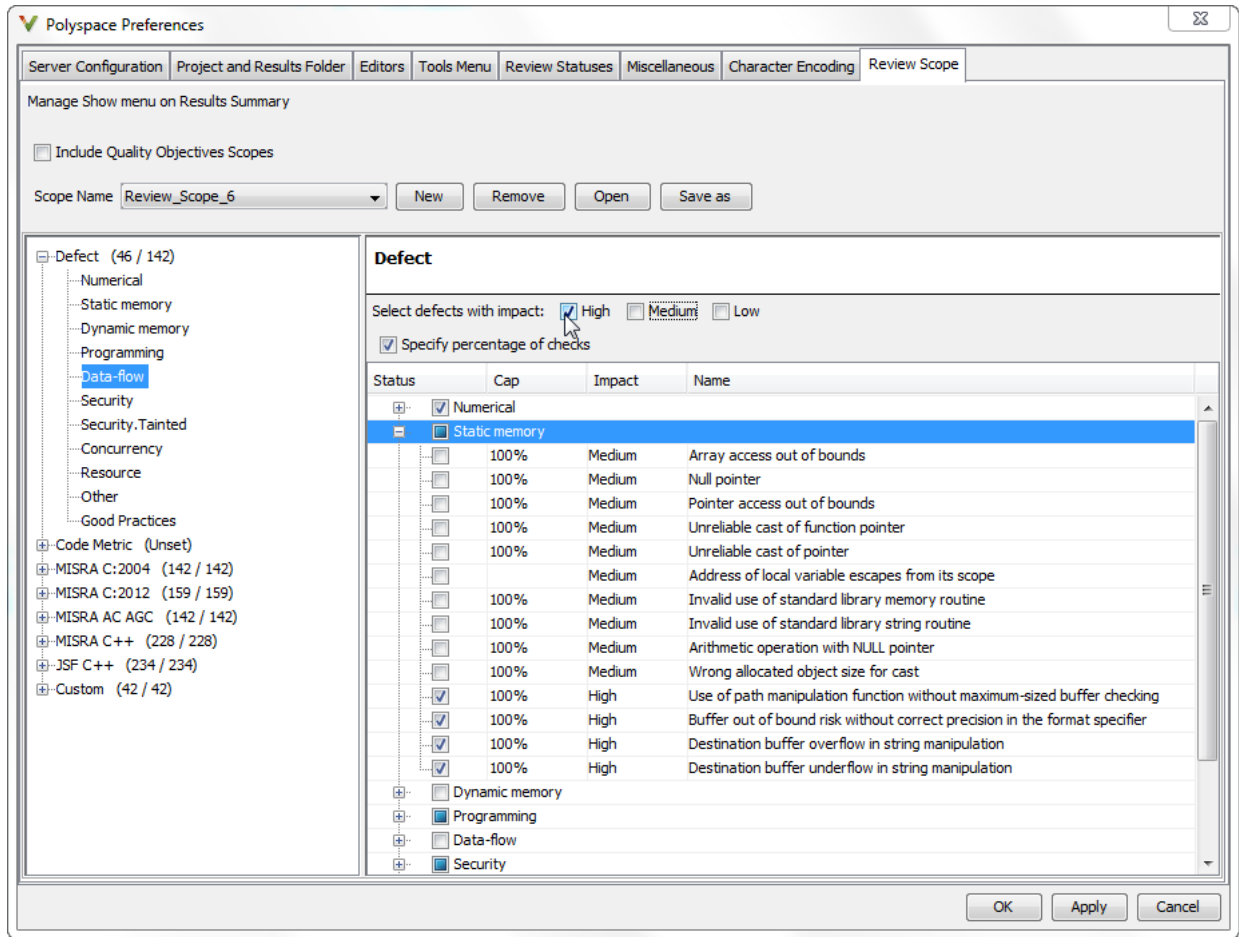 Polyspace Preferences
Server Configuration Project and Results Folder Editors Tools Menu Review Statuses Miscellaneous Character Encoding Review Scope
Manage Show menu on Results Summary
Include Quality Objectives Scopes
Scope Name Review_Scope_6 New Remove Open Save as
Defect (46 / 142)
Numerical
Static memory
Dynamic memory
Programming
Data-flow
Security
Security.Tainted
Concurrency
Resource
Other
Good Practices
Code Metric (Unset)
MISRA C:2004 (142 / 142)
MISRA C:2012 (159 / 159)
MISRA AC AGC (142 / 142)
MISRA C++ (228 / 228)
JSF C++ (234 / 234)
Custom (42 / 42)
Defect
Select defects with impact: High Medium Low
Specify percentage of checks
Status Cap Impact Name
Numerical
Static memory
100% Medium Array access out of bounds
100% Medium Null pointer
100% Medium Pointer access out of bounds
100% Medium Unreliable cast of function pointer
100% Medium Unreliable cast of pointer
Medium Address of local variable escapes from its scope
100% Medium Invalid use of standard library memory routine
100% Medium Invalid use of standard library string routine
100% Medium Arithmetic operation with NULL pointer
100% Medium Wrong allocated object size for cast
100% High Use of path manipulation function without maximum-sized buffer checking
100% High Buffer out of bound risk without correct precision in the format specifier
100% High Destination buffer overflow in string manipulation
100% High Destination buffer underflow in string manipulation
Dynamic memory
Programming
Data-flow
Security
OK Apply Cancel